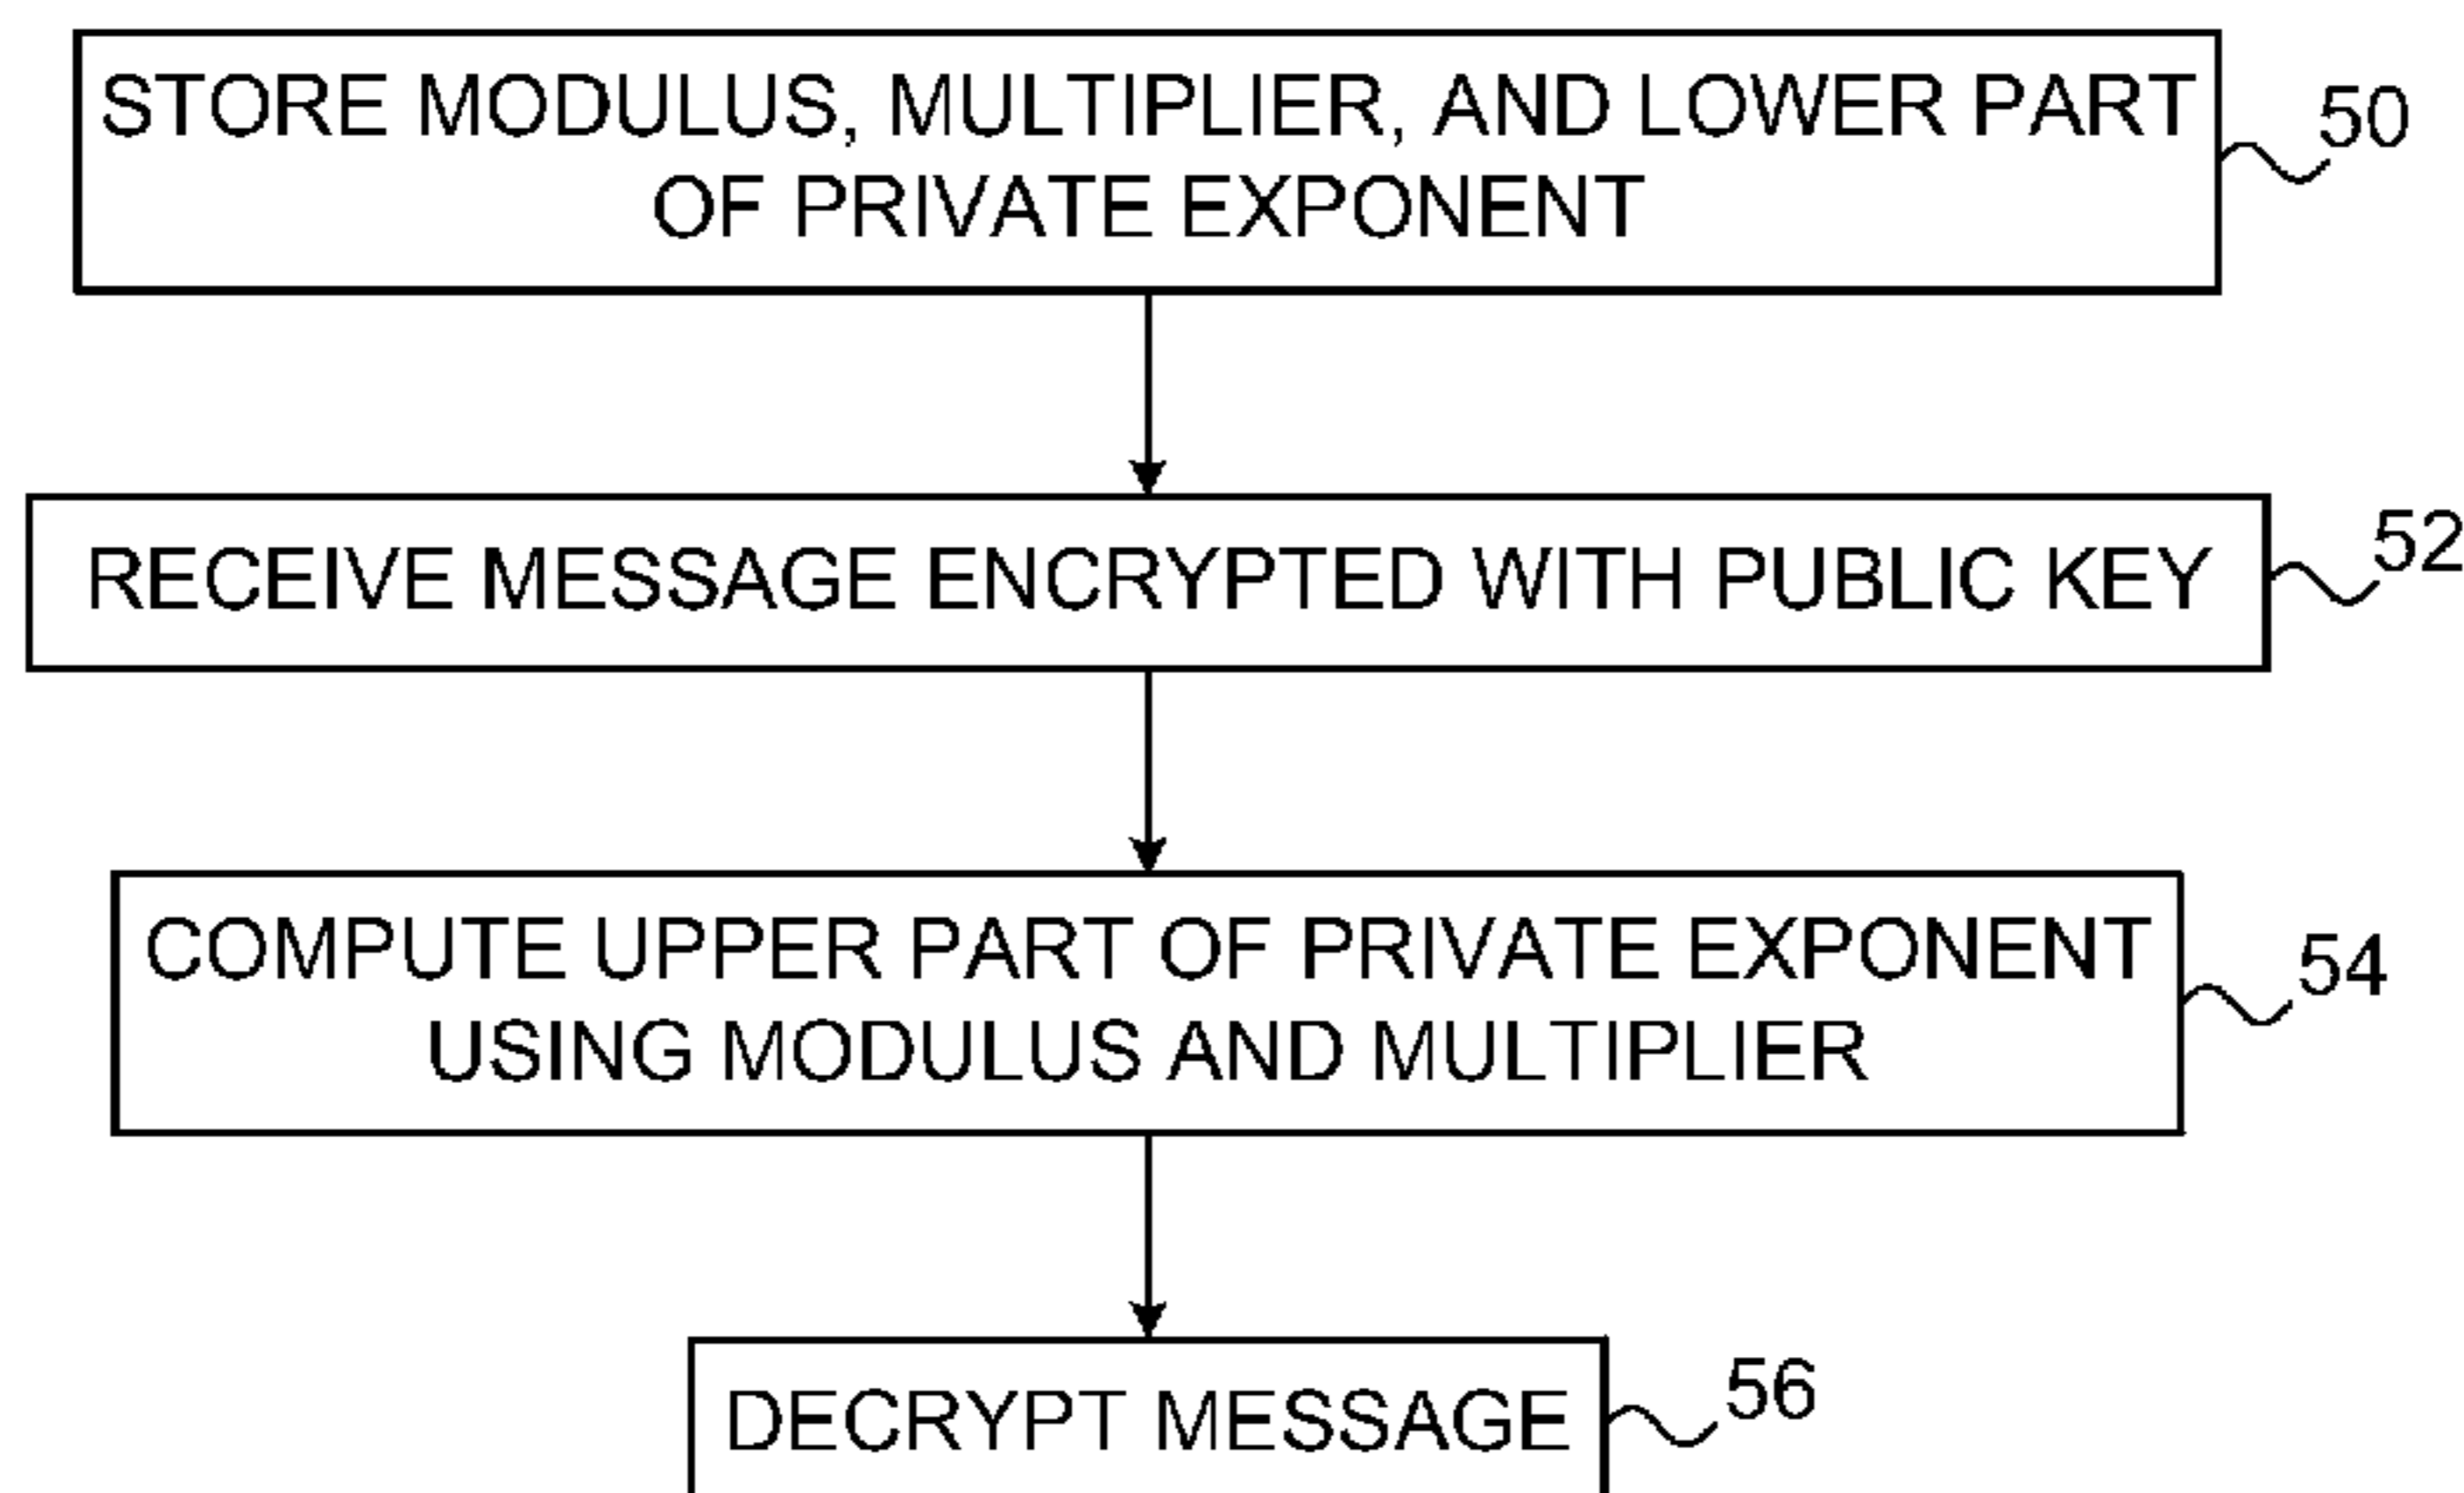 STORE MODULUS, MULTIPLIER, AND LOWER PART
OF PRIVATE EXPONENT
50
RECEIVE MESSAGE ENCRYPTED WITH PUBLIC KEY
52
COMPUTE UPPER PART OF PRIVATE EXPONENT
USING MODULUS AND MULTIPLIER
54
DECRYPT MESSAGE
56